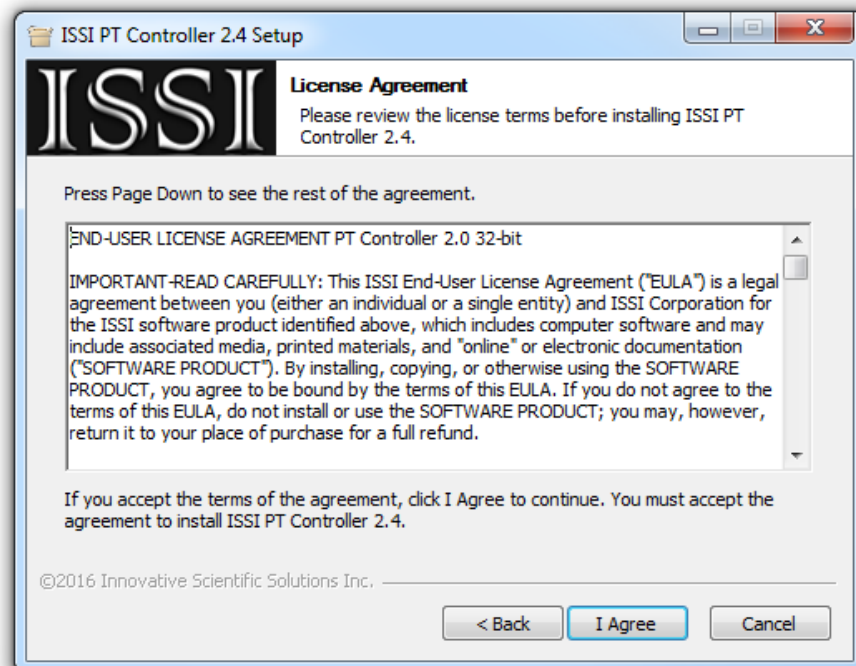 ISSI PT Controller 2.4 Setup
ISSI
License Agreement
Please review the license terms before installing ISSI PT
Controller 2.4.
Press Page Down to see the rest of the agreement.
END-USER LICENSE AGREEMENT PT Controller 2.0 32-bit
IMPORTANT-READ CAREFULLY: This ISSI End-User License Agreement ("EULA") is a legal
agreement between you (either an individual or a single entity) and ISSI Corporation for
the ISSI software product identified above, which includes computer software and may
include associated media, printed materials, and "online" or electronic documentation
("SOFTWARE PRODUCT"). By installing, copying, or otherwise using the SOFTWARE
PRODUCT, you agree to be bound by the terms of this EULA. If you do not agree to the
terms of this EULA, do not install or use the SOFTWARE PRODUCT; you may, however,
return it to your place of purchase for a full refund.
If you accept the terms of the agreement, click I Agree to continue. You must accept the
agreement to install ISSI PT Controller 2.4.
©2016 Innovative Scientific Solutions Inc.
< Back
I Agree
Cancel